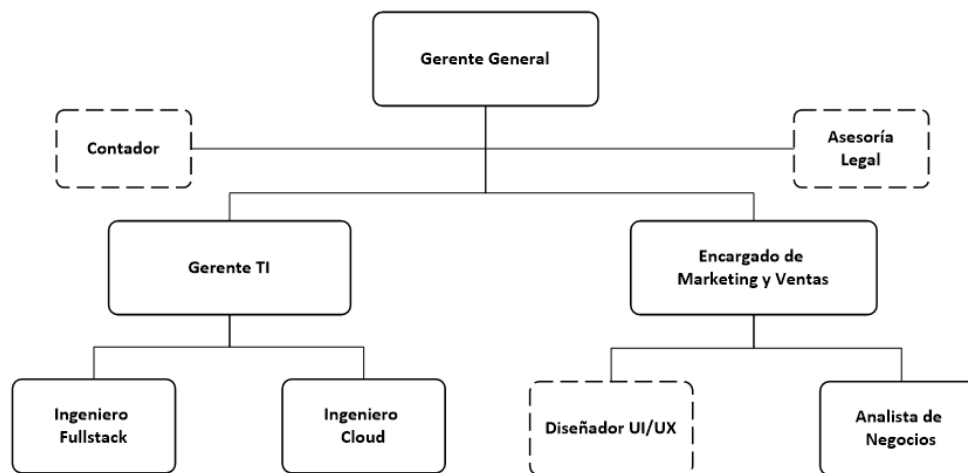 Gerente General
Contador
Asesoría
Legal
Gerente TI
Encargado de
Marketing y Ventas
Ingeniero
Fullstack
Ingeniero
Cloud
Diseñador UI/UX
Analista de
Negocios